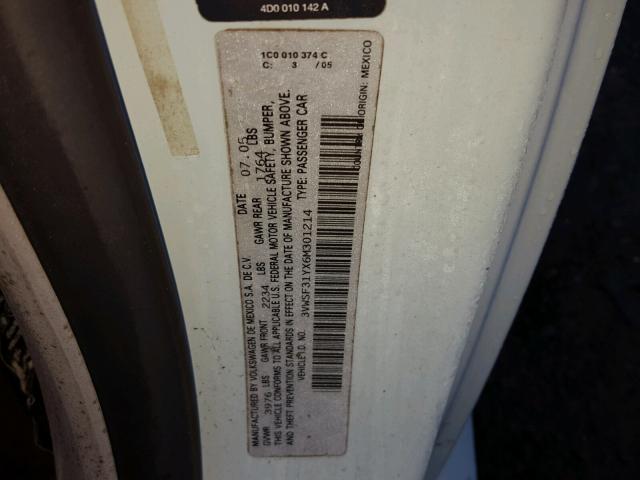 4D0 010 142 A
1C0 010 374 C
C: 3 /05
MANUFACTURED BY VOLKSWAGEN DE MEXICO S.A. DE C.V. DATE 07.05
GVWR 3976 LBS GAWR FRONT 2234 LBS GAWR REAR 1764 LBS
THIS VEHICLE CONFORMS TO ALL APPLICABLE U.S. FEDERAL MOTOR VEHICLE SAFETY, BUMPER,
AND THEFT PREVENTION STANDARDS IN EFFECT ON THE DATE OF MANUFACTURE SHOWN ABOVE.
VEHICLE I.D. NO. 3VWSF31YX6M301214 TYPE: PASSENGER CAR
ORIGIN: MEXICO